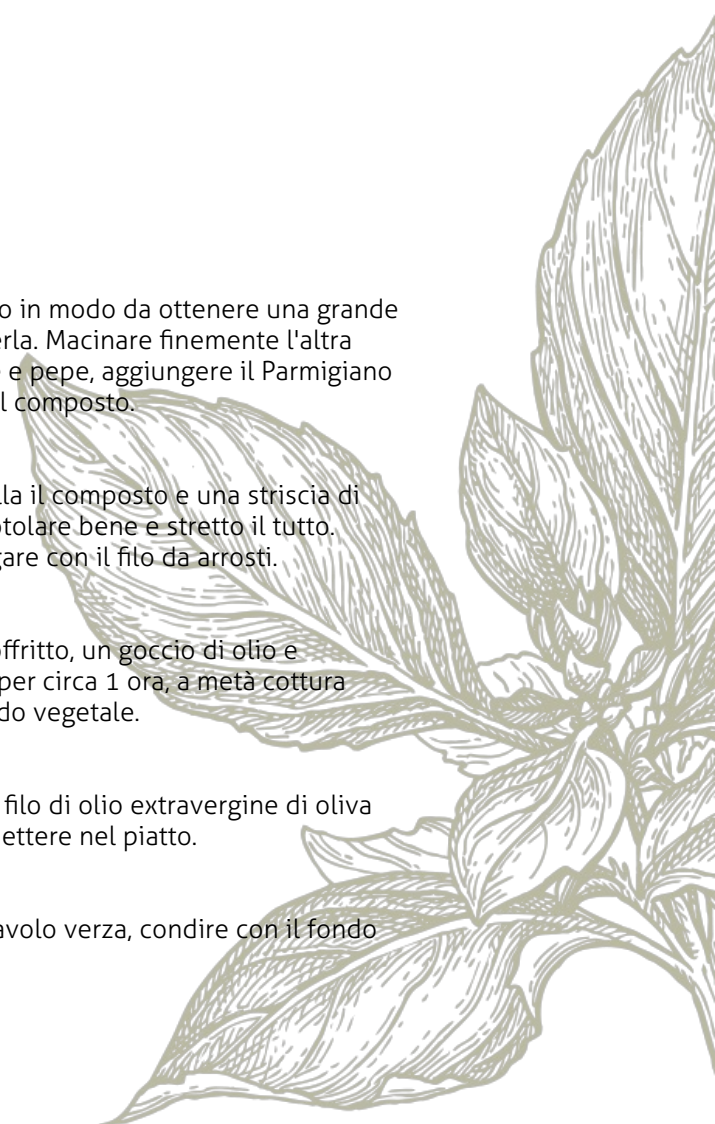 o in modo da ottenere una grande
erla. Macinare finemente l'altra
e pepe, aggiungere il Parmigiano
l composto.
lla il composto e una striscia di
otolare bene e stretto il tutto.
gare con il filo da arrosti.
offritto, un goccio di olio e
per circa 1 ora, a metà cottura
do vegetale.
filo di olio extravergine di oliva
ettere nel piatto.
avolo verza, condire con il fondo